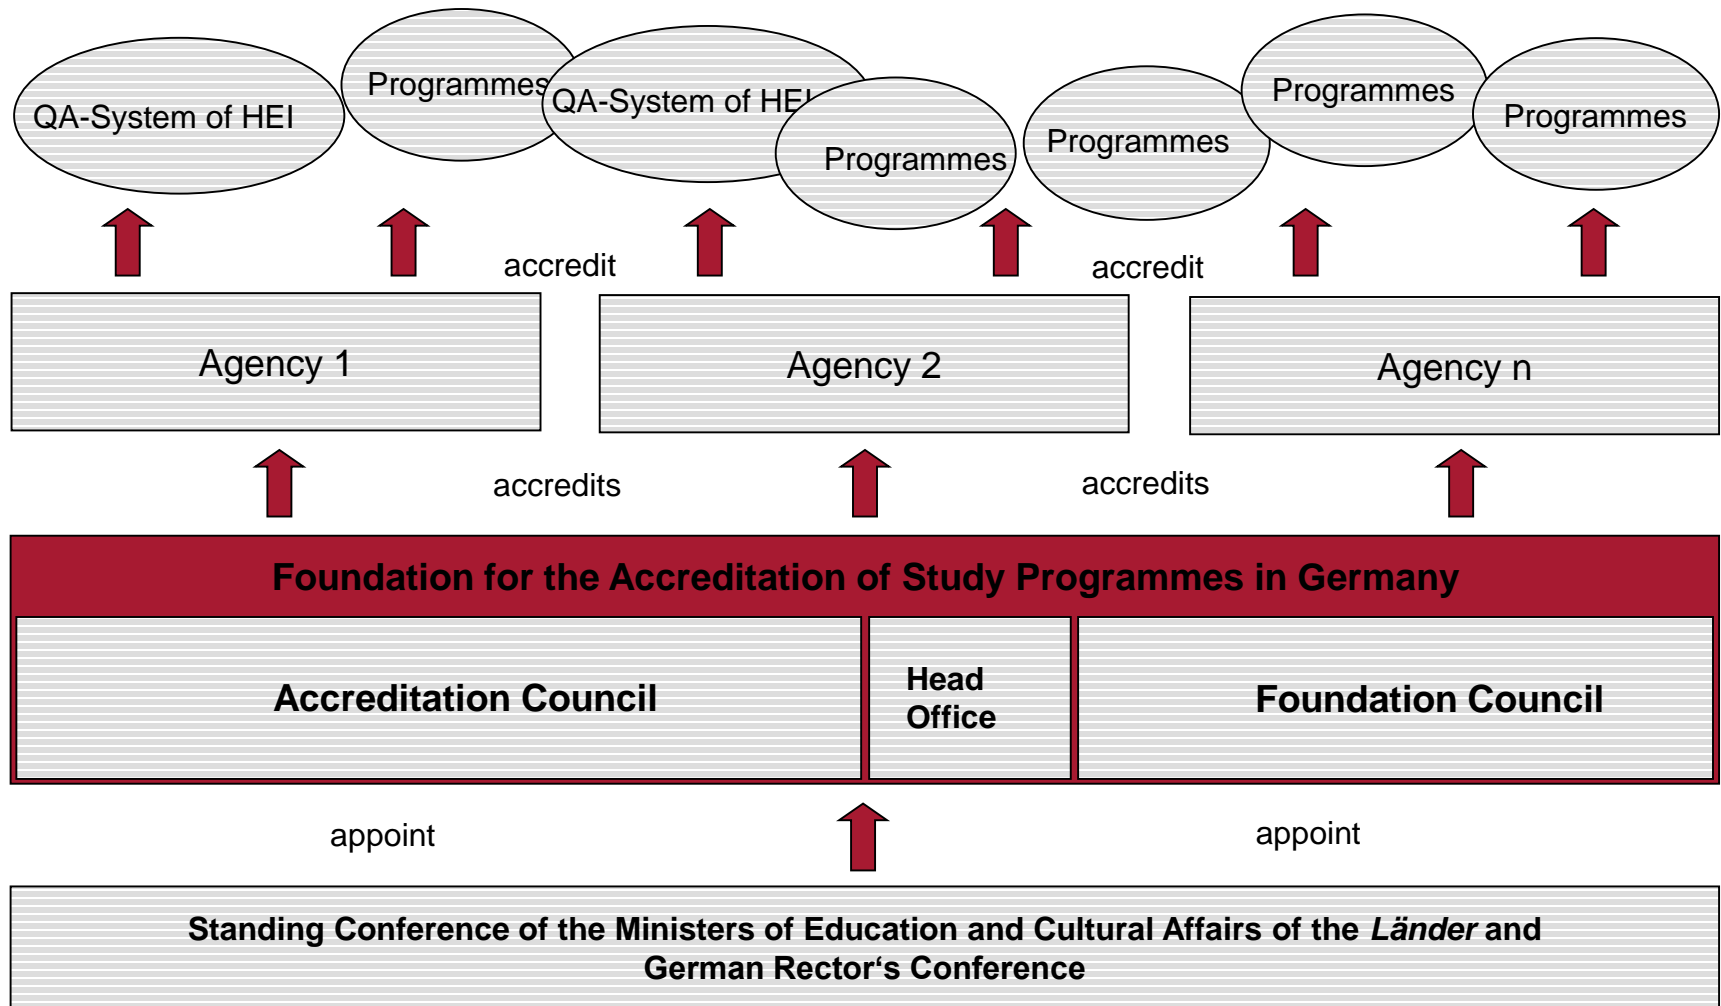 QA-System of HEI
Programmes
QA-System of HEI
Programmes
Programmes
Programmes
Programmes
accredit
accredit
Agency 1
Agency 2
Agency n
accredits
accredits
Foundation for the Accreditation of Study Programmes in Germany
Accreditation Council
Head
Office
Foundation Council
appoint
appoint
Standing Conference of the Ministers of Education and Cultural Affairs of the Länder and
German Rector‘s Conference